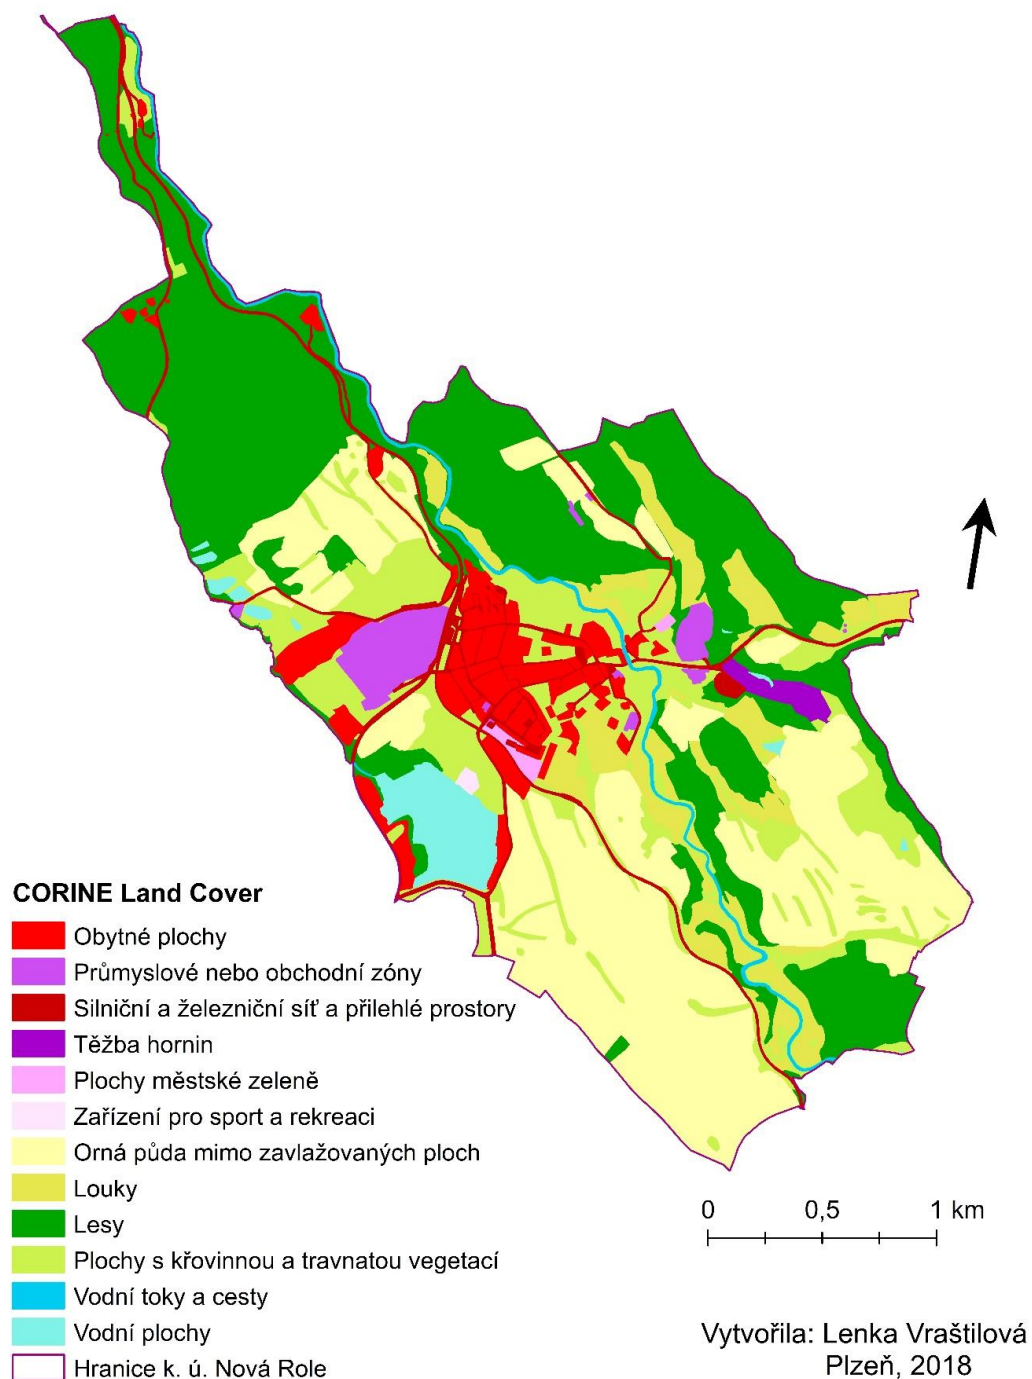 CORINE Land Cover
Obytné plochy
Průmyslové nebo obchodní zóny
Silniční a železniční síť a přilehlé prostory
Těžba hornin
Plochy městské zeleně
Zařízení pro sport a rekreaci
Orná půda mimo zavlažovaných ploch
Louky
Lesy
Plochy s křovinnou a travnatou vegetací
Vodní toky a cesty
Vodní plochy
Hranice k. ú. Nová Role
0 0,5 1 km
Vytvořila: Lenka Vraštilová
Plzeň, 2018